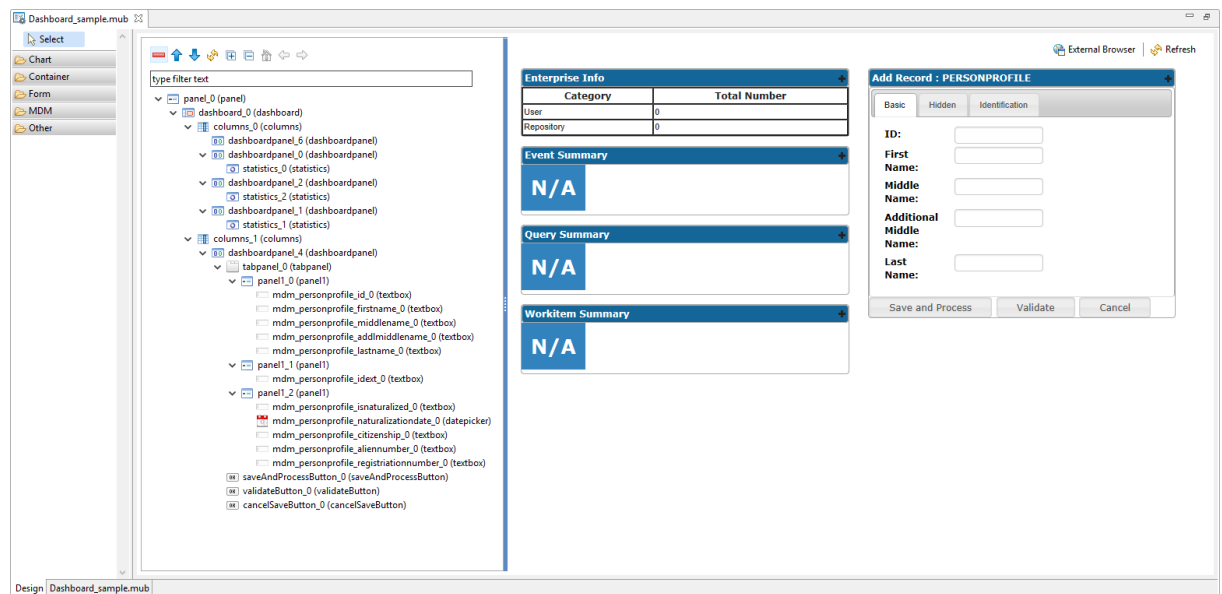 Dashboard_sample.mub
Select
Chart
Container
Form
MDM
Other
type filter text
panel_0 (panel)
dashboard_0 (dashboard)
columns_0 (columns)
dashboardpanel_6 (dashboardpanel)
dashboardpanel_0 (dashboardpanel)
statistics_0 (statistics)
dashboardpanel_2 (dashboardpanel)
statistics_2 (statistics)
dashboardpanel_1 (dashboardpanel)
statistics_1 (statistics)
columns_1 (columns)
dashboardpanel_4 (dashboardpanel)
tabpanel_0 (tabpanel)
panel1_0 (panel1)
mdm_personprofile_id_0 (textbox)
mdm_personprofile_firstname_0 (textbox)
mdm_personprofile_middlename_0 (textbox)
mdm_personprofile_addlmiddlename_0 (textbox)
mdm_personprofile_lastname_0 (textbox)
panel1_1 (panel1)
mdm_personprofile_idext_0 (textbox)
panel1_2 (panel1)
mdm_personprofile_isnaturalized_0 (textbox)
mdm_personprofile_naturalizationdate_0 (datepicker)
mdm_personprofile_citizenship_0 (textbox)
mdm_personprofile_aliennumber_0 (textbox)
mdm_personprofile_registriationnumber_0 (textbox)
saveAndProcessButton_0 (saveAndProcessButton)
validateButton_0 (validateButton)
cancelSaveButton_0 (cancelSaveButton)
External Browser Refresh
Enterprise Info
Category Total Number
User 0
Repository 0
Event Summary
N/A
Query Summary
N/A
Workitem Summary
N/A
Add Record : PERSONPROFILE
Basic Hidden Identification
ID:
First
Name:
Middle
Name:
Additional
Middle
Name:
Last
Name:
Save and Process Validate Cancel
Design Dashboard_sample.mub